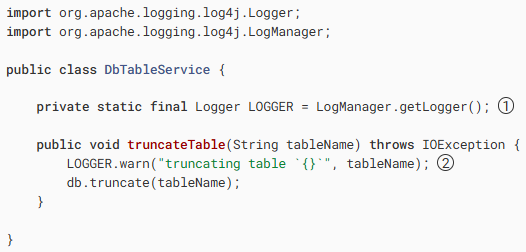 import org.apache.logging.log4j.Logger;
import org.apache.logging.log4j.LogManager;
public class DbTableService {
private static final Logger LOGGER = LogManager.getLogger(); ①
public void truncateTable(String tableName) throws IOException {
LOGGER.warn("truncating table `{}`", tableName); ②
db.truncate(tableName);
}
}